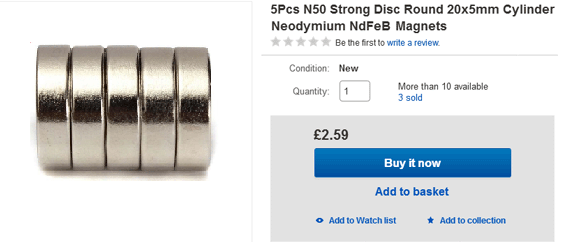 5Pcs N50 Strong Disc Round 20x5mm Cylinder
Neodymium NdFeB Magnets
Be the first to write a review.
Condition: New
Quantity: 1 More than 10 available
3 sold
£2.59
Buy it now
Add to basket
Add to Watch list Add to collection